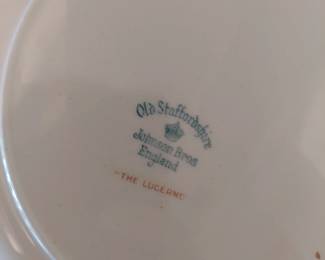 Old Staffordshire
Johnson Bros
England
"THE LUCERNE